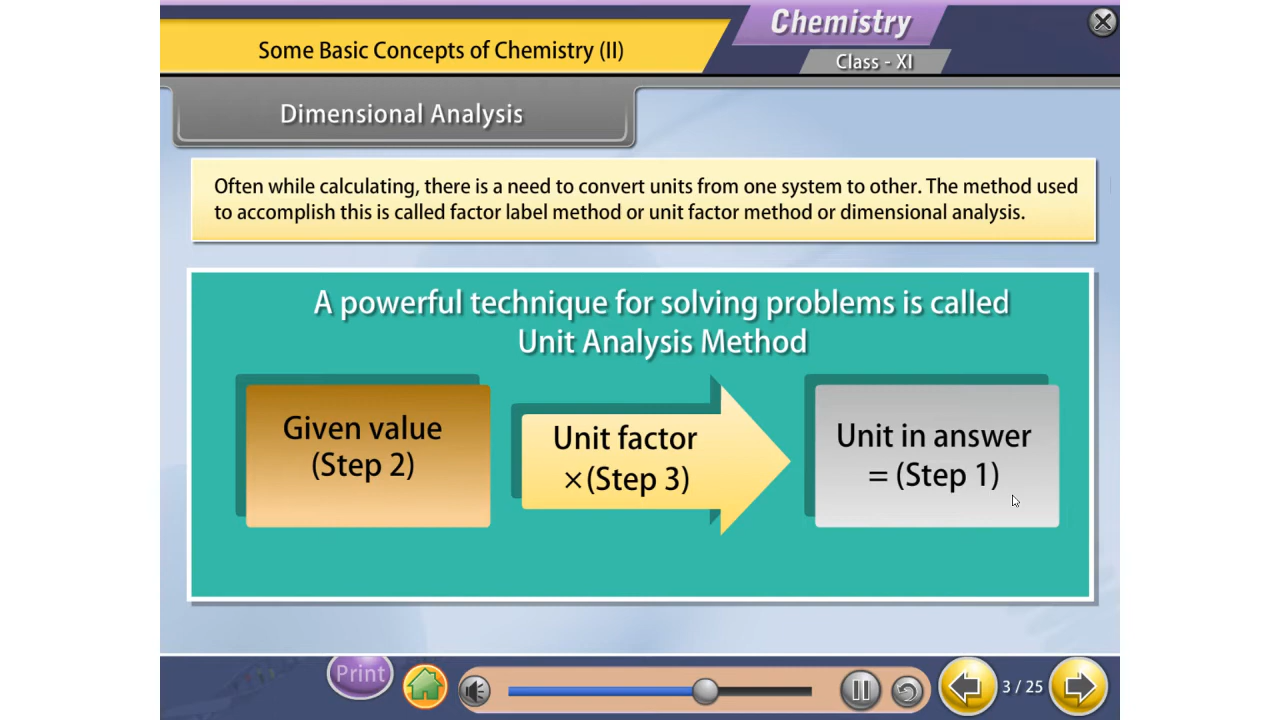 Chemistry
Some Basic Concepts of Chemistry (II)
Class - XI
Dimensional Analysis
Often while calculating, there is a need to convert units from one system to other. The method used
to accomplish this is called factor label method or unit factor method or dimensional analysis.
A powerful technique for solving problems is called
Unit Analysis Method
Given value
(Step 2)
Unit factor
×(Step 3)
Unit in answer
= (Step 1)
Print
3 / 25